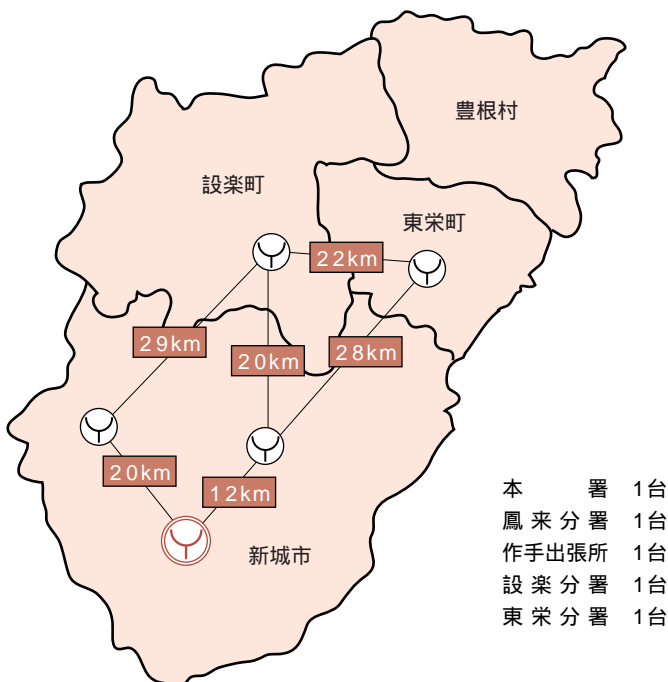 豊根村
設楽町
東栄町
22km
29km
20km
28km
20km
12km
新城市
本 署 1台
鳳来分署 1台
作手出張所 1台
設楽分署 1台
東栄分署 1台